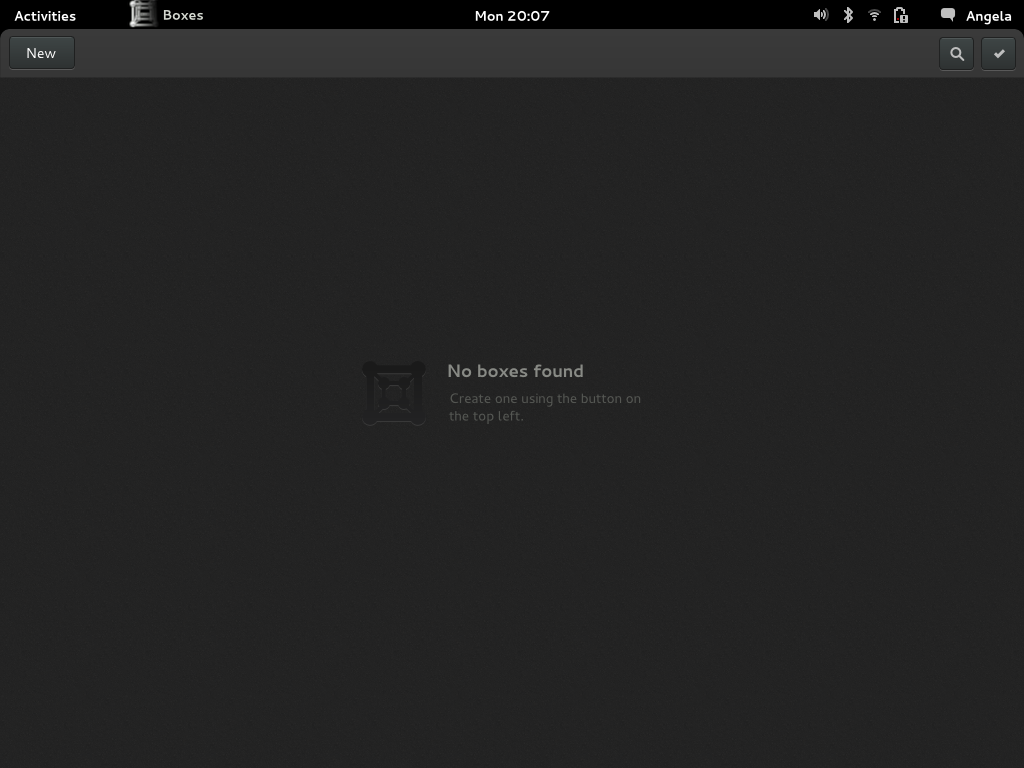 Activities Boxes Mon 20:07 Angela
New
No boxes found
Create one using the button on
the top left.